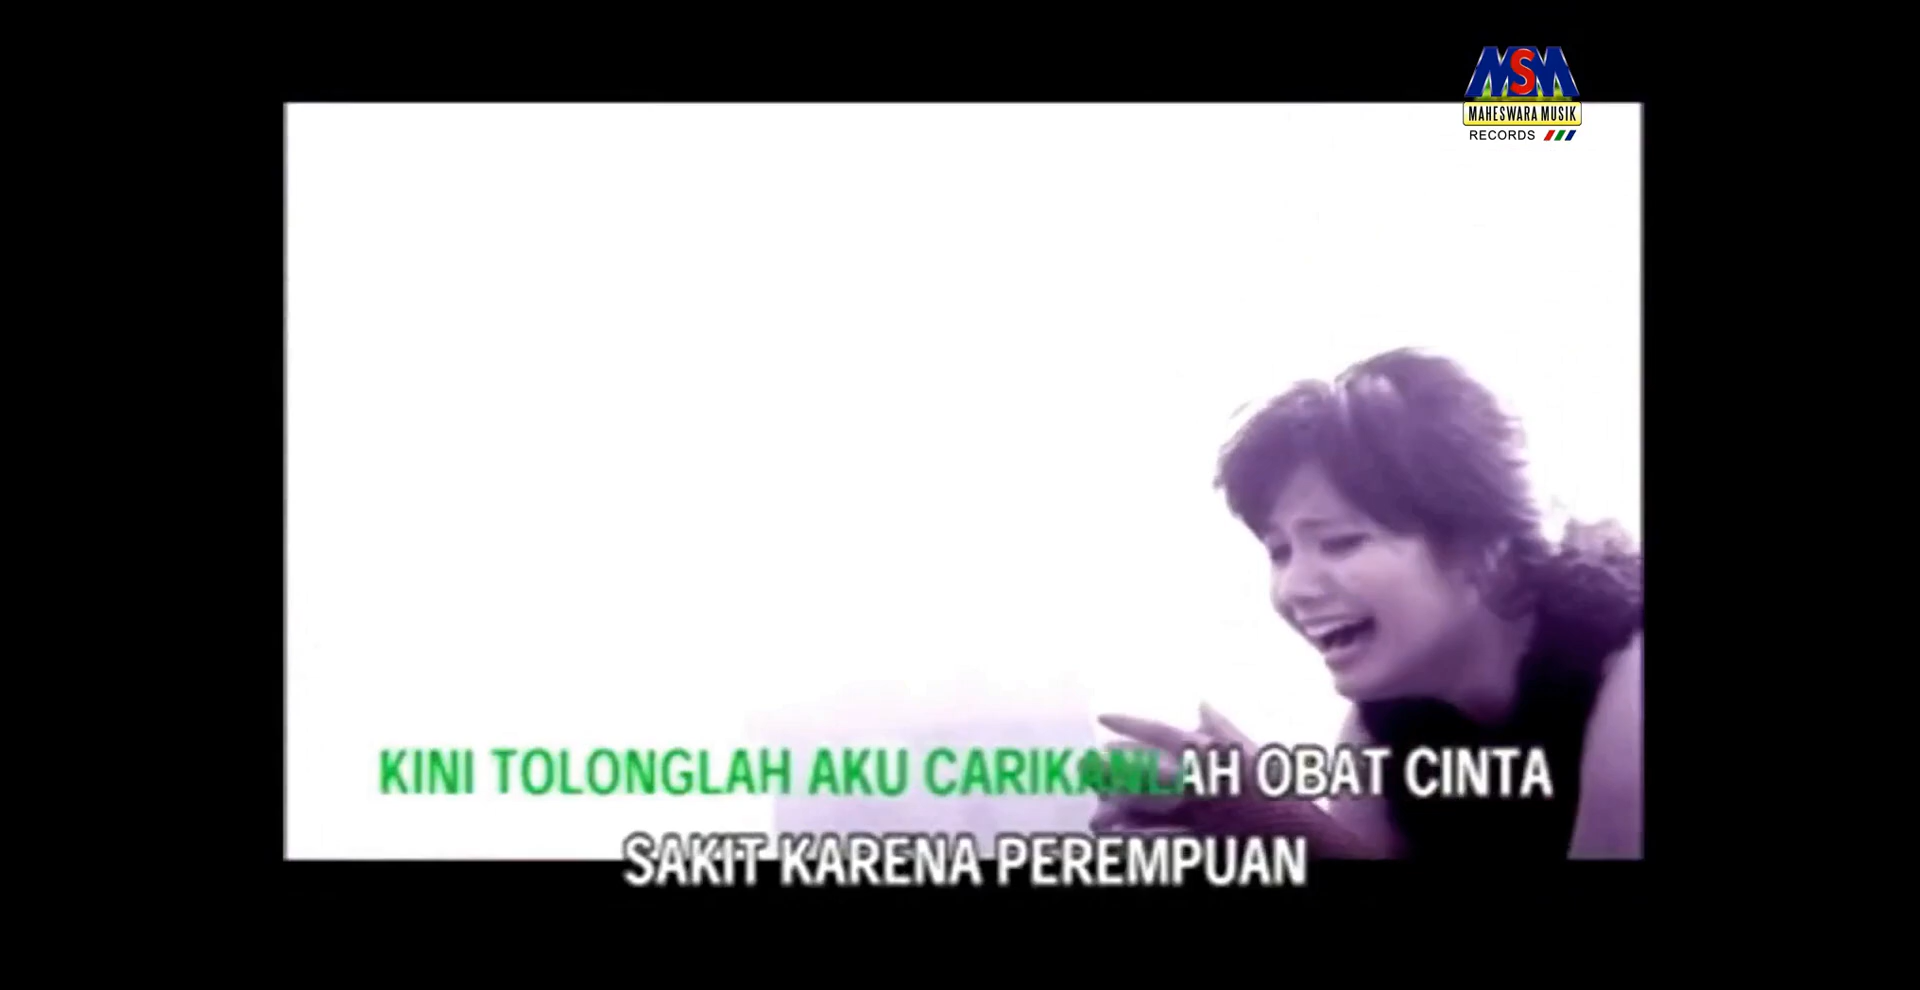 MSM
MAHESWARA MUSIK
RECORDS
KINI TOLONGLAH AKU CARIKANLAH OBAT CINTA
SAKIT KARENA PEREMPUAN